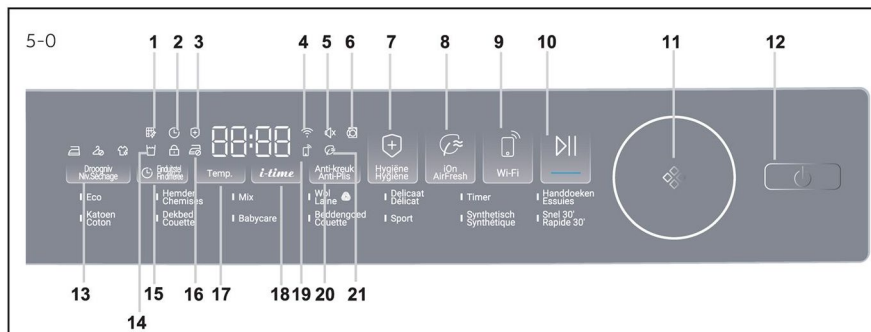 5-0
1 2 3 4 5 6 7 8 9 10 11 12
88:88
Droogniv
Niv.Séchage
Temp.
i-time
Anti-kreuk
Anti-Plis
Hygiëne
Hygiène
iOn
AirFresh
Wi-Fi
Eco
Katoen
Coton
Hemden
Chemises
Dekbed
Couette
Mix
Babycare
Wol
Laine
Beddengoed
Couette
Delicaat
Délicat
Sport
Timer
Synthetisch
Synthétique
Handdoeken
Essuies
Snel 30'
Rapide 30'
13 14 15 16 17 18 19 20 21